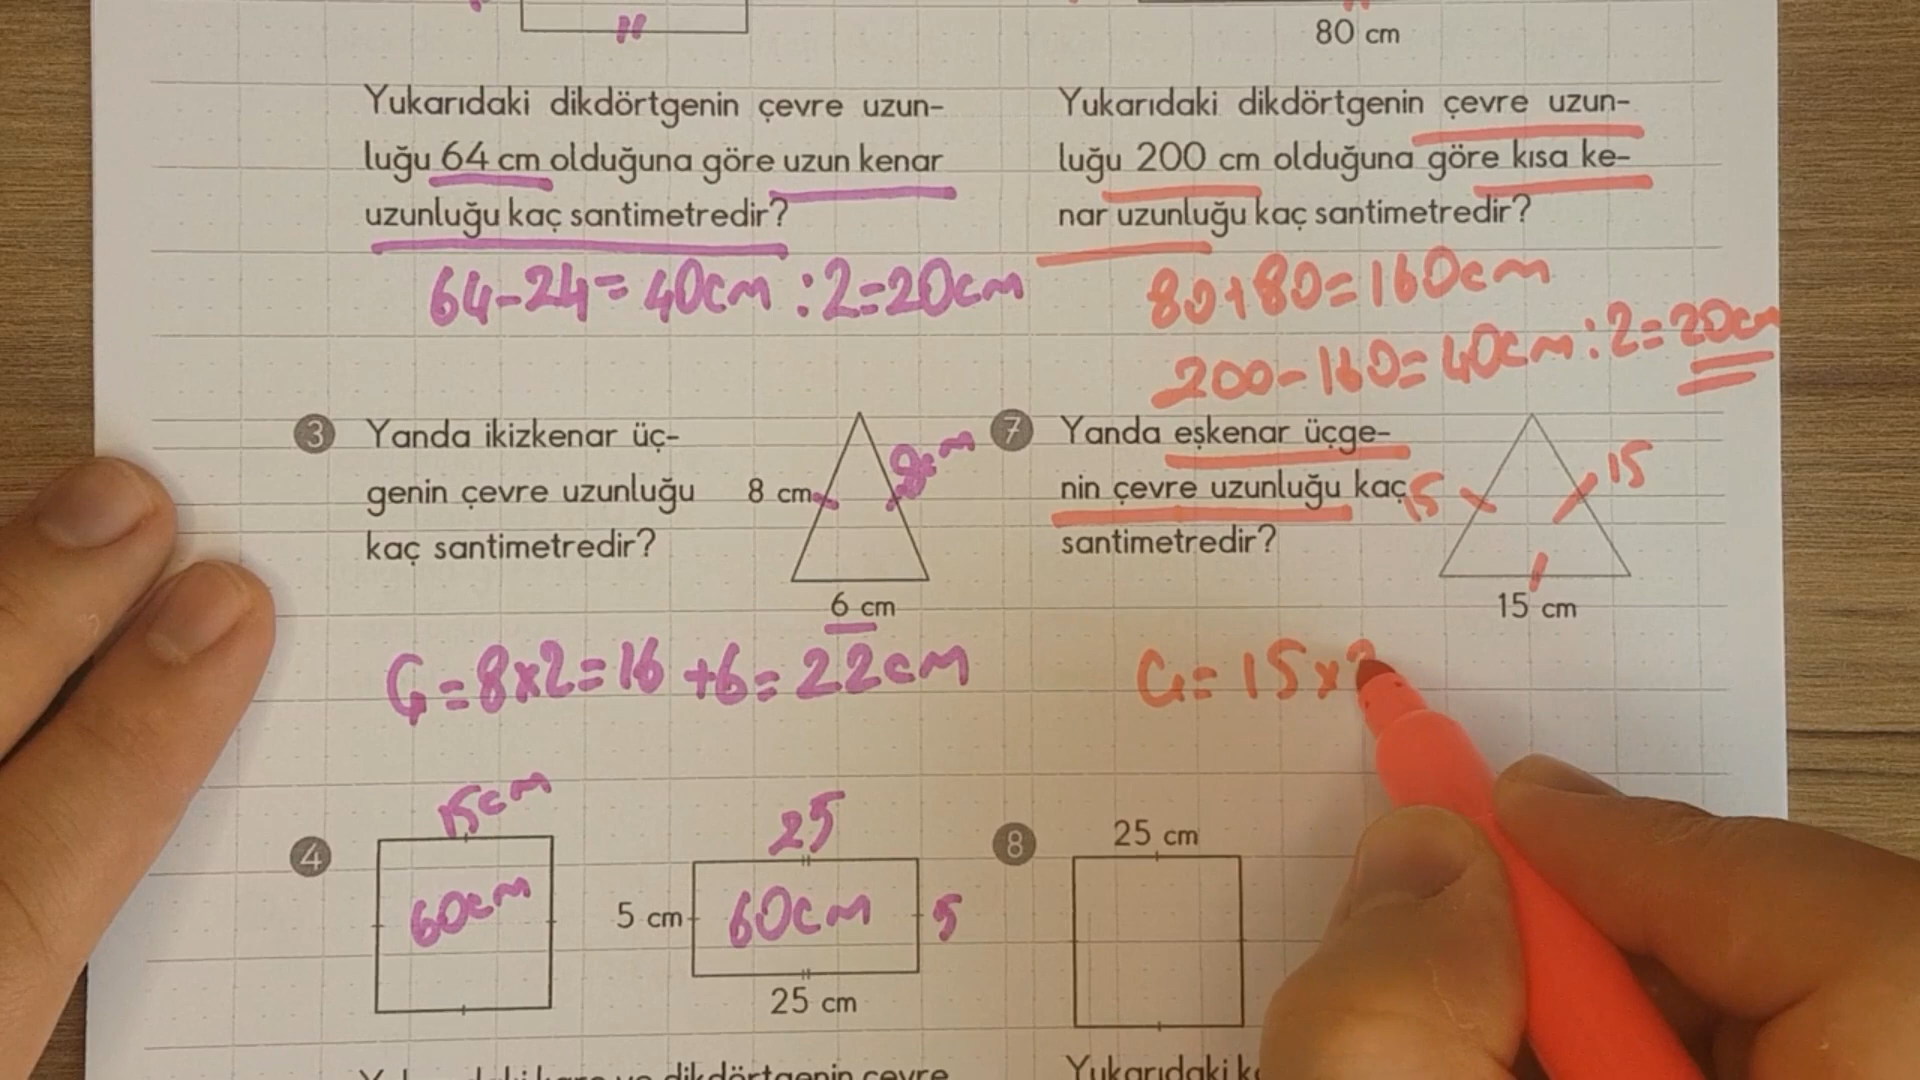 80 cm
Yukarıdaki dikdörtgenin çevre uzun-
luğu 64 cm olduğuna göre uzun kenar
uzunluğu kaç santimetredir?
64-24=40cm :2=20cm
Yukarıdaki dikdörtgenin çevre uzun-
luğu 200 cm olduğuna göre kısa ke-
nar uzunluğu kaç santimetredir?
80+80=160cm
200-160=40cm:2=20cm
3 Yanda ikizkenar üç-
genin çevre uzunluğu
kaç santimetredir?
8 cm
8cm
6 cm
Ç=8x2=16 +6=22cm
7 Yanda eşkenar üçge-
nin çevre uzunluğu kaç
santimetredir?
15
15
15 cm
Ç=15x
4
15cm
60cm
25
5 cm
60cm
5
25 cm
8
25 cm
dikdörtgenin çevre
Yukarıdaki